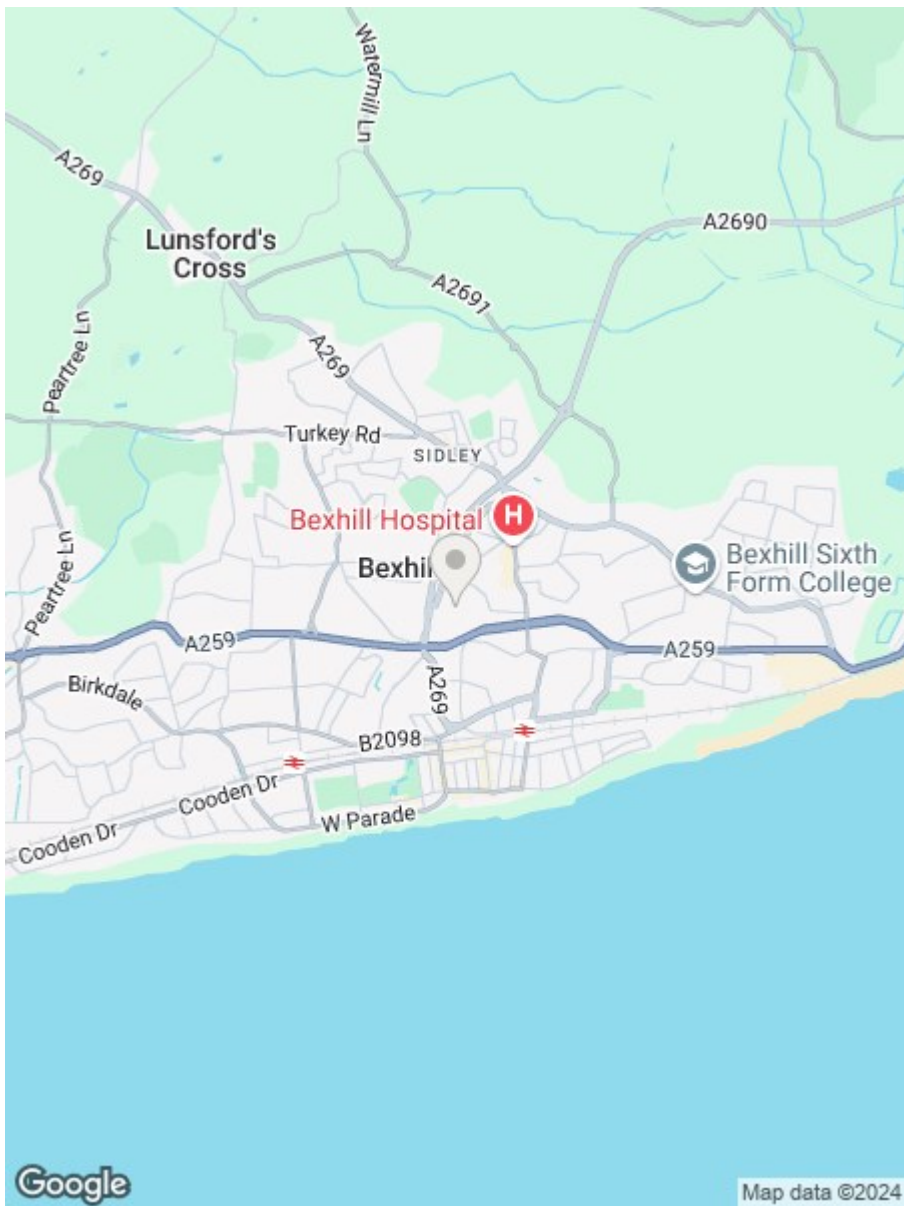 Watermill Ln
A269
A2690
Lunsford's
Cross
A2691
Peartree Ln
A269
Turkey Rd
SIDLEY
Bexhill Hospital
H
Bexhil
Bexhill Sixth
Form College
Peartree Ln
A259
A259
Birkdale
A269
B2098
Cooden Dr
W Parade
Cooden Dr
Google
Map data ©2024